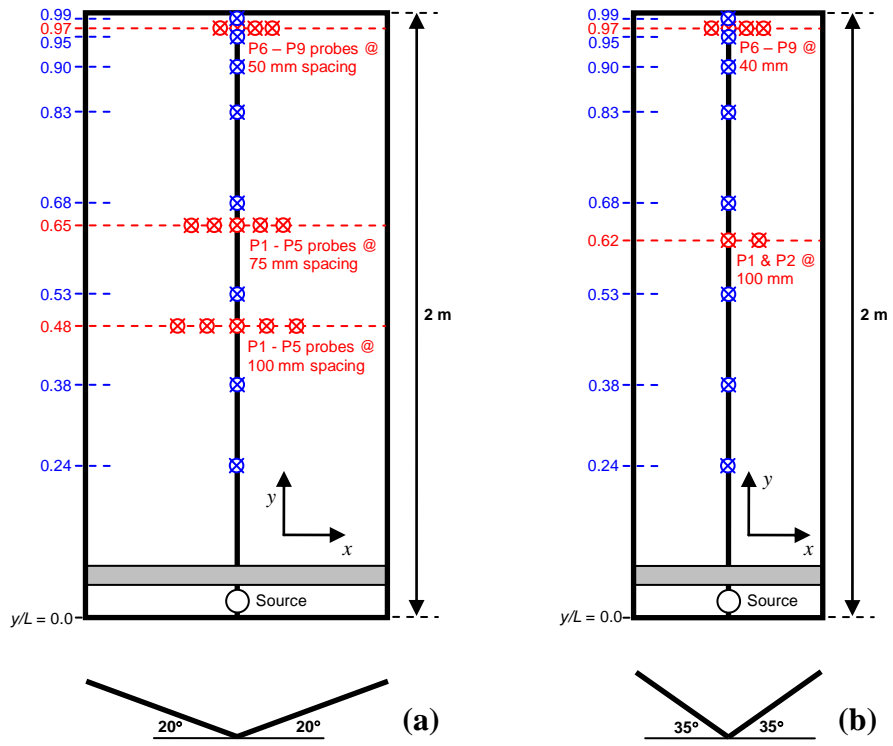 0.99
0.97
0.95
0.90
0.83
0.68
0.65
0.53
0.48
0.38
0.24
y/L = 0.0
P6 – P9 probes @
50 mm spacing
P1 - P5 probes @
75 mm spacing
P1 - P5 probes @
100 mm spacing
2 m
y
x
Source
20º
20º
(a)
0.99
0.97
0.95
0.90
0.83
0.68
0.62
0.53
0.38
0.24
y/L = 0.0
P6 – P9 @
40 mm
P1 & P2 @
100 mm
2 m
y
x
Source
35º
35º
(b)